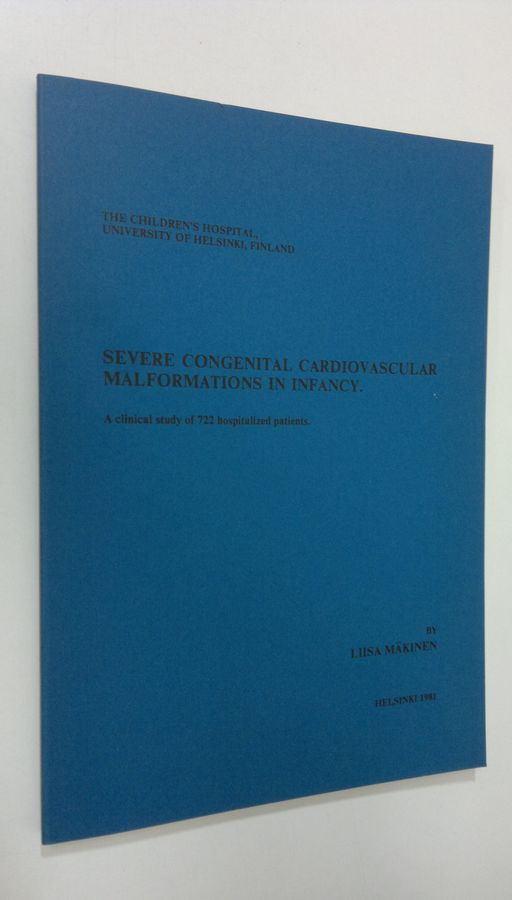 THE CHILDREN'S HOSPITAL,
UNIVERSITY OF HELSINKI, FINLAND
SEVERE CONGENITAL CARDIOVASCULAR
MALFORMATIONS IN INFANCY.
A clinical study of 722 hospitalized patients.
BY
LIISA MÄKINEN
HELSINKI 1981